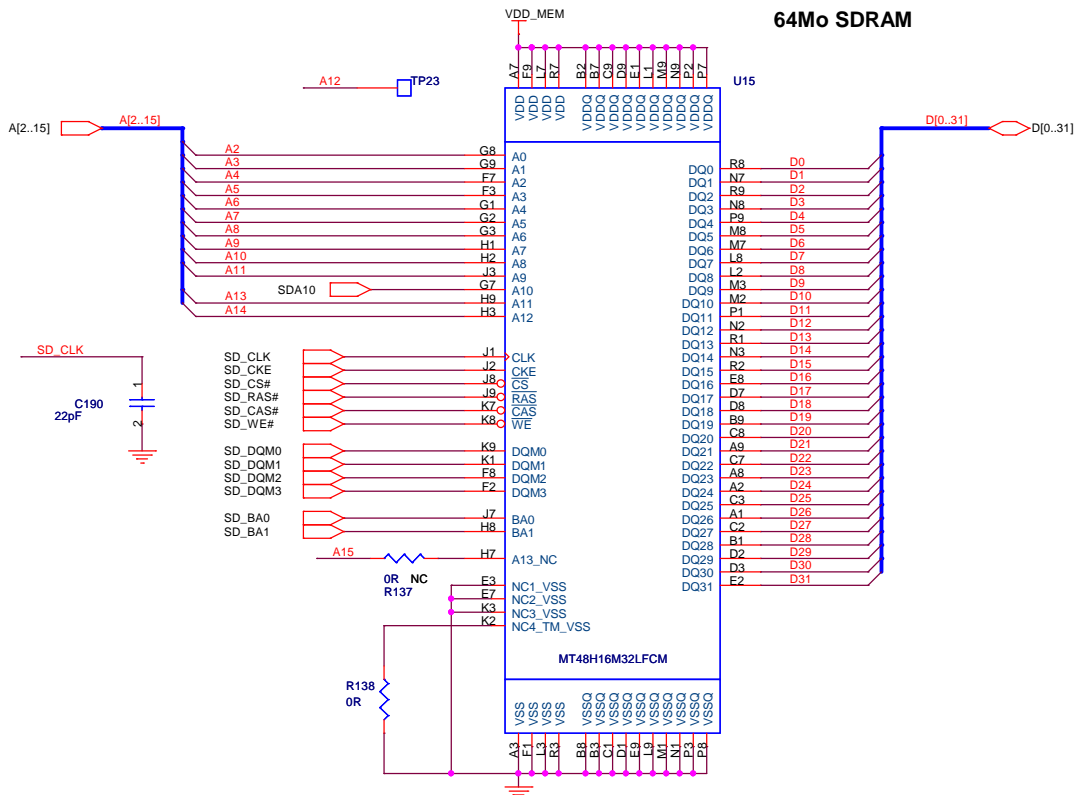 64Mo SDRAM
VDD_MEM
A7 F9 L7 R7 B2 B7 C9 D9 E1 L1 M9 N9 P2 P7
U15
VDD VDD VDD VDD VDDQ VDDQ VDDQ VDDQ VDDQ VDDQ VDDQ VDDQ VDDQ VDDQ
A12 TP23
A[2..15] A[2..15]
D[0..31] D[0..31]
A2 G8 A0
A3 G9 A1
A4 F7 A2
A5 F3 A3
A6 G1 A4
A7 G2 A5
A8 G3 A6
A9 H1 A7
A10 H2 A8
A11 J3 A9
SDA10 G7 A10
A13 H9 A11
A14 H3 A12
SD_CLK J1 CLK
SD_CKE J2 CKE
SD_CS# J8 CS
SD_RAS# J9 RAS
SD_CAS# K7 CAS
SD_WE# K8 WE
SD_DQM0 K9 DQM0
SD_DQM1 K1 DQM1
SD_DQM2 F8 DQM2
SD_DQM3 F2 DQM3
SD_BA0 J7 BA0
SD_BA1 H8 BA1
A15 H7 A13_NC
0R NC
R137
E3 NC1_VSS
E7 NC2_VSS
K3 NC3_VSS
K2 NC4_TM_VSS
R138
0R
SD_CLK
1
C190
22pF
2
DQ0 R8 D0
DQ1 N7 D1
DQ2 R9 D2
DQ3 N8 D3
DQ4 P9 D4
DQ5 M8 D5
DQ6 M7 D6
DQ7 L8 D7
DQ8 L2 D8
DQ9 M3 D9
DQ10 M2 D10
DQ11 P1 D11
DQ12 N2 D12
DQ13 R1 D13
DQ14 N3 D14
DQ15 R2 D15
DQ16 E8 D16
DQ17 D7 D17
DQ18 D8 D18
DQ19 B9 D19
DQ20 C8 D20
DQ21 A9 D21
DQ22 C7 D22
DQ23 A8 D23
DQ24 A2 D24
DQ25 C3 D25
DQ26 A1 D26
DQ27 C2 D27
DQ28 B1 D28
DQ29 D2 D29
DQ30 D3 D30
DQ31 E2 D31
MT48H16M32LFCM
VSS VSS VSS VSS VSSQ VSSQ VSSQ VSSQ VSSQ VSSQ VSSQ VSSQ VSSQ VSSQ
A3 F1 L3 R3 B8 B3 C1 D1 E9 L9 M1 N1 P3 P8